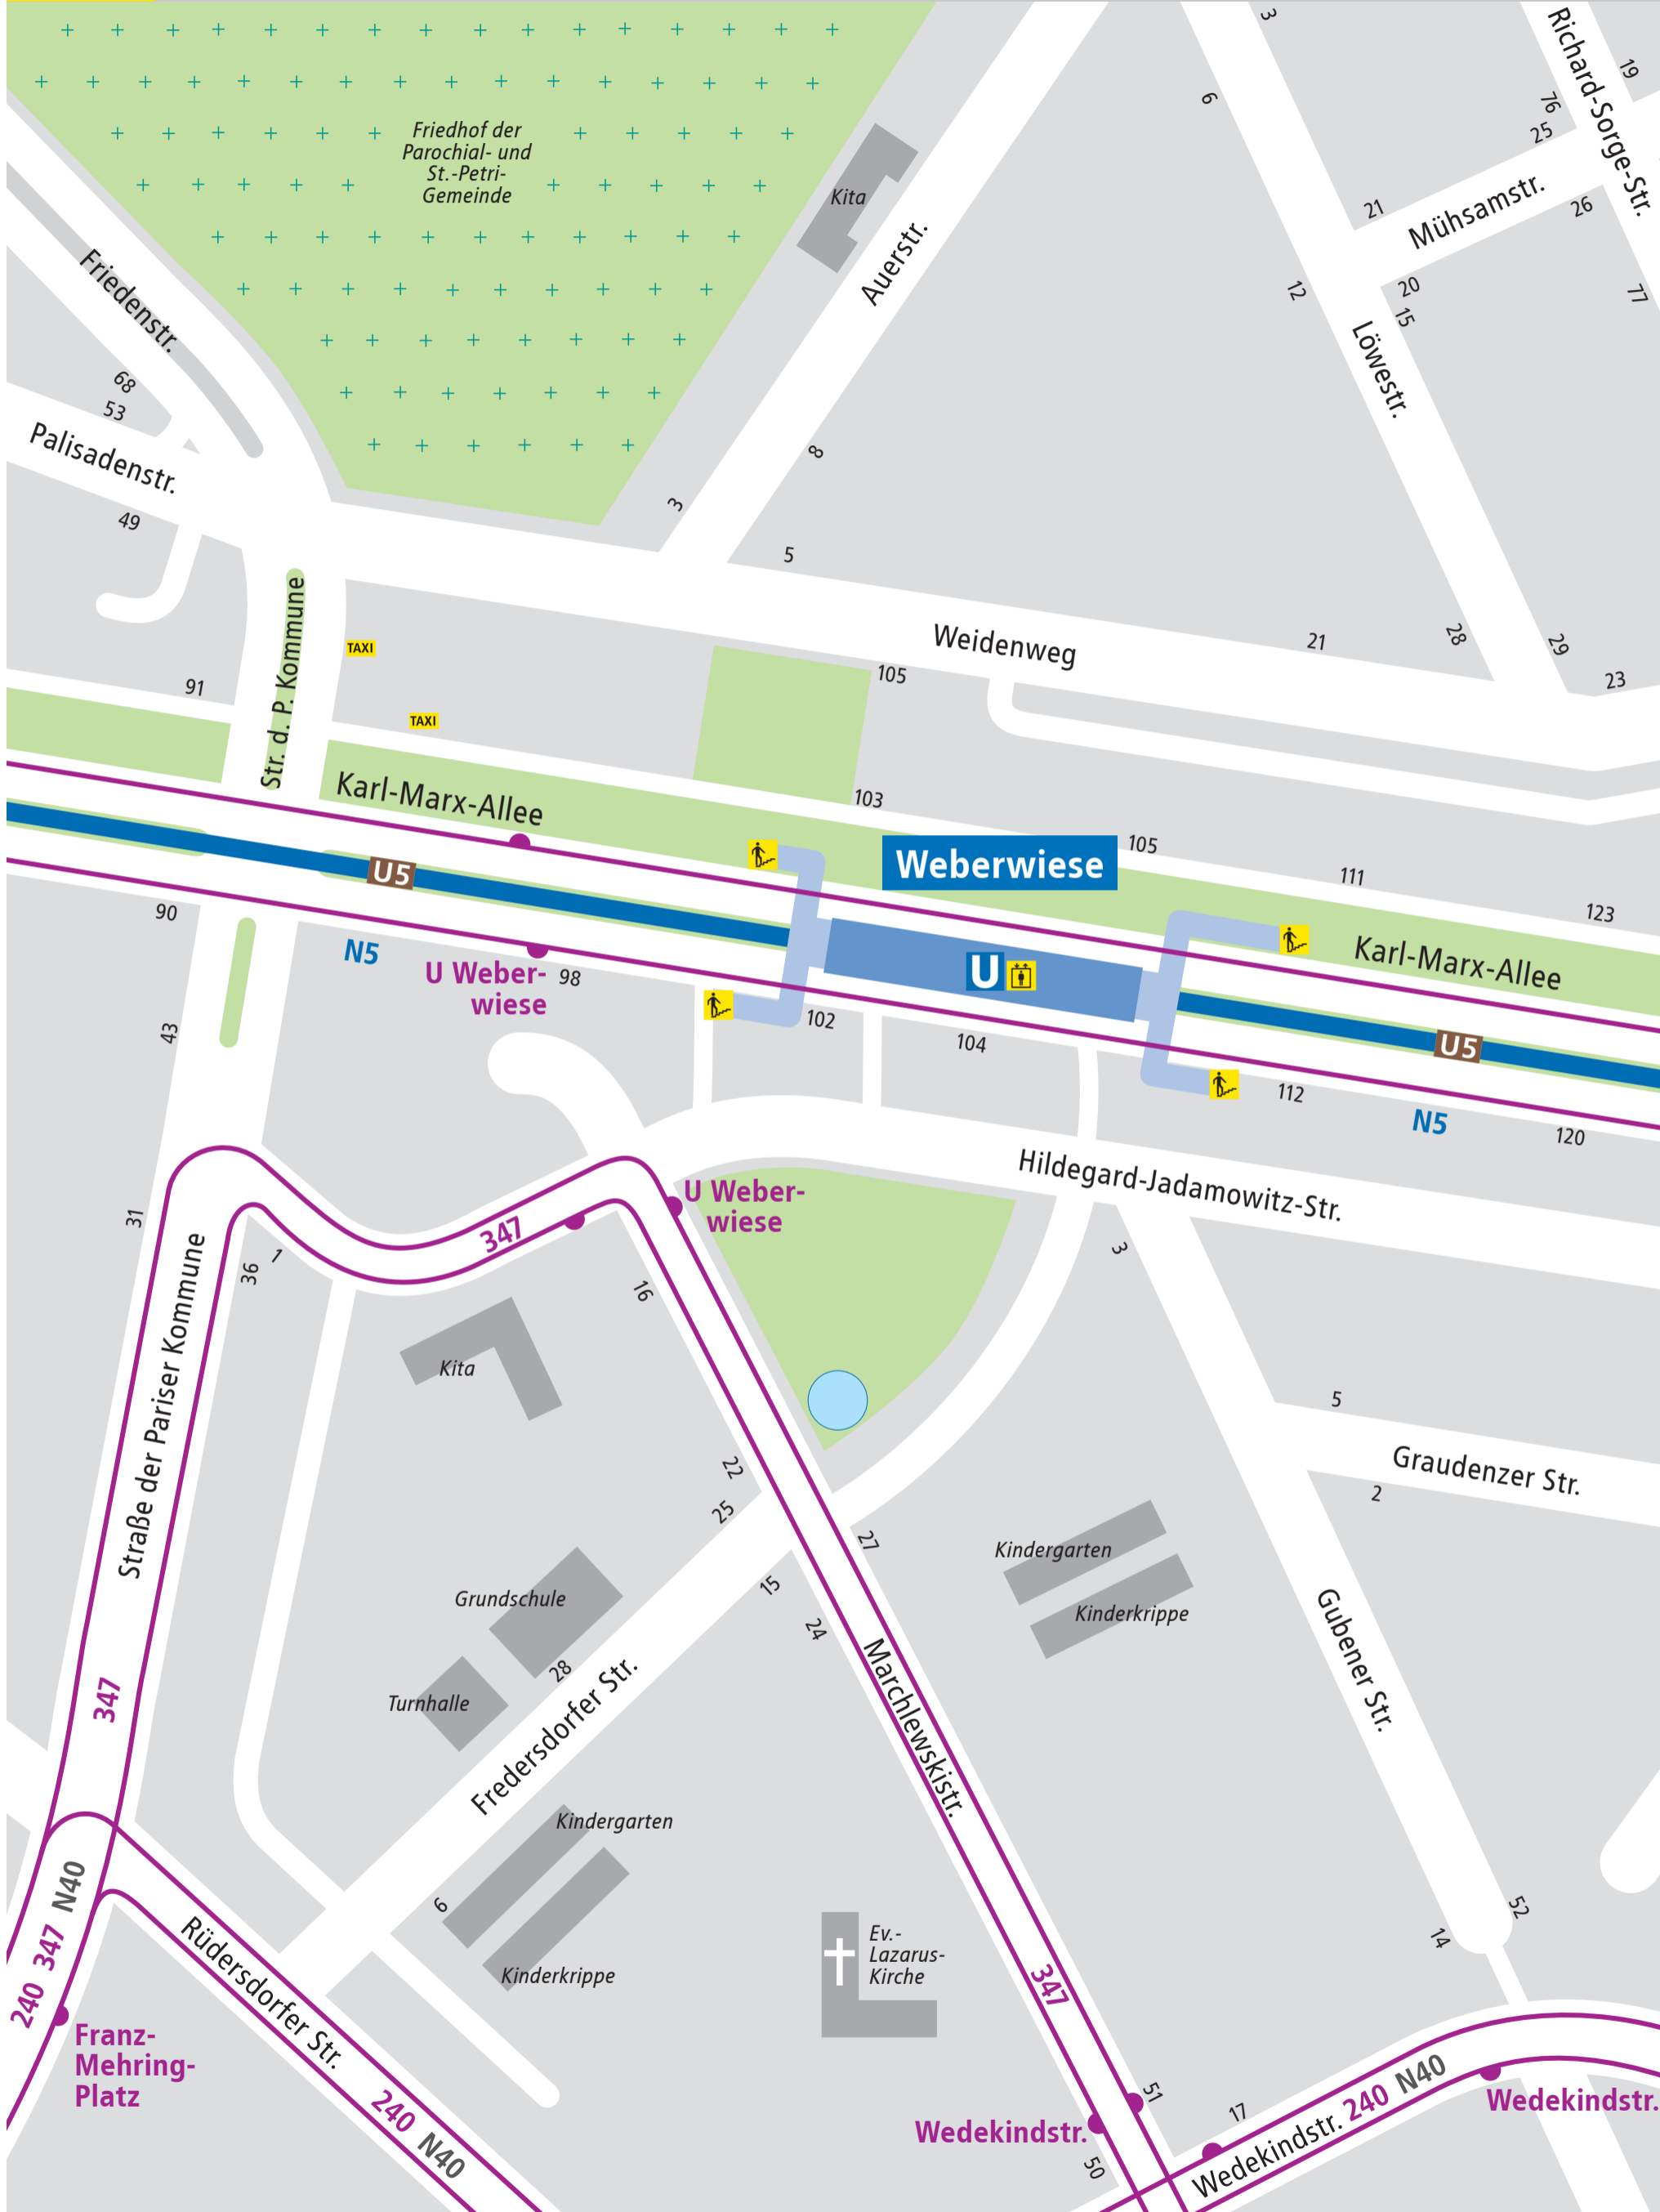 3
Richard-Sorge-Str.
19
Friedhof der
Parochial- und
St.-Petri-
Gemeinde
6
76
25
Kita
Auerstr.
21
Mühsamstr.
26
Friedenstr.
12
20
15
77
Löwestr.
68
53
Palisadenstr.
49
8
3
5
Weidenweg
21
28
29
23
Str. d. P. Kommune
TAXI
91
105
TAXI
Karl-Marx-Allee
103
105
Weberwiese
111
U5
123
90
N5
U Weber-
wiese
98
U
Karl-Marx-Allee
43
102
104
U5
112
N5
120
Hildegard-Jadamowitz-Str.
U Weber-
wiese
31
347
1
36
16
3
Straße der Pariser Kommune
Kita
5
Graudenzer Str.
2
22
25
27
Kindergarten
Kinderkrippe
15
24
Grundschule
28
Turnhalle
Fredersdorfer Str.
Marchlewskistr.
Gubener Str.
347
Kindergarten
6
Kinderkrippe
N40
347
240
Rüdersdorfer Str.
Ev.-
Lazarus-
Kirche
52
14
347
Franz-
Mehring-
Platz
240 N40
51
17
Wedekindstr.
50
Wedekindstr. 240 N40
Wedekindstr.